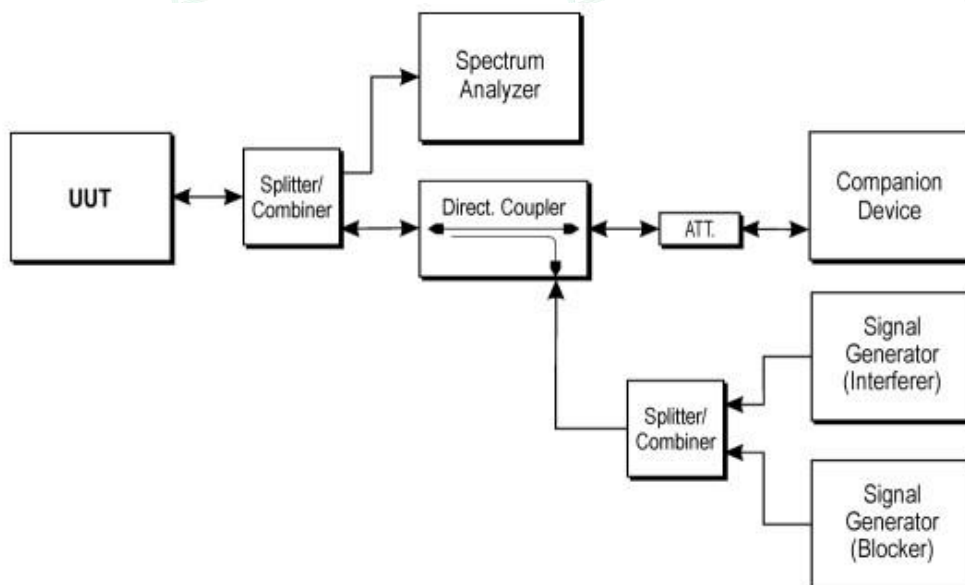 Spectrum
Analyzer
UUT
Splitter/
Combiner
Direct. Coupler
ATT.
Companion
Device
Signal
Generator
(Interferer)
Splitter/
Combiner
Signal
Generator
(Blocker)